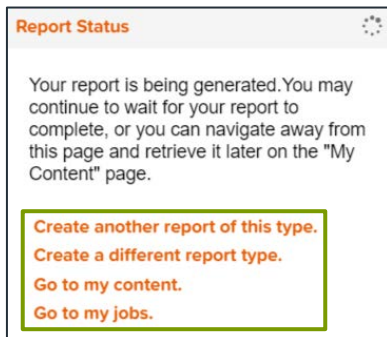 Report Status
Your report is being generated.You may
continue to wait for your report to
complete, or you can navigate away from
this page and retrieve it later on the "My
Content" page.
Create another report of this type.
Create a different report type.
Go to my content.
Go to my jobs.